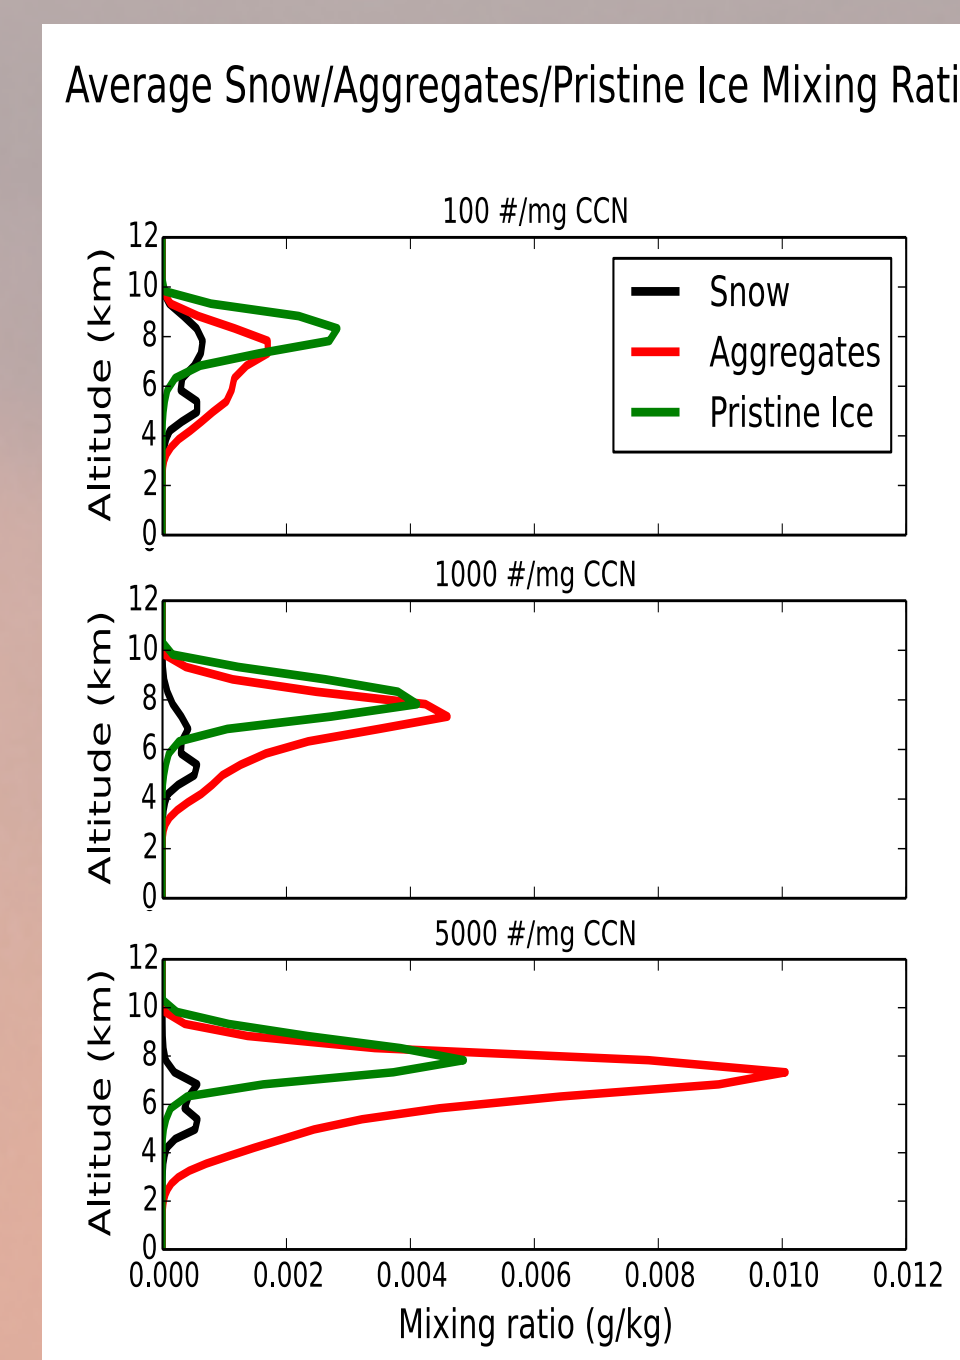 Average Snow/Aggregates/Pristine Ice Mixing Rati
100 #/mg CCN
12
10
8
6
4
2
0
Altitude (km)
Snow
Aggregates
Pristine Ice
1000 #/mg CCN
12
10
8
6
4
2
0
Altitude (km)
5000 #/mg CCN
12
10
8
6
4
2
0
Altitude (km)
0.000 0.002 0.004 0.006 0.008 0.010 0.012
Mixing ratio (g/kg)